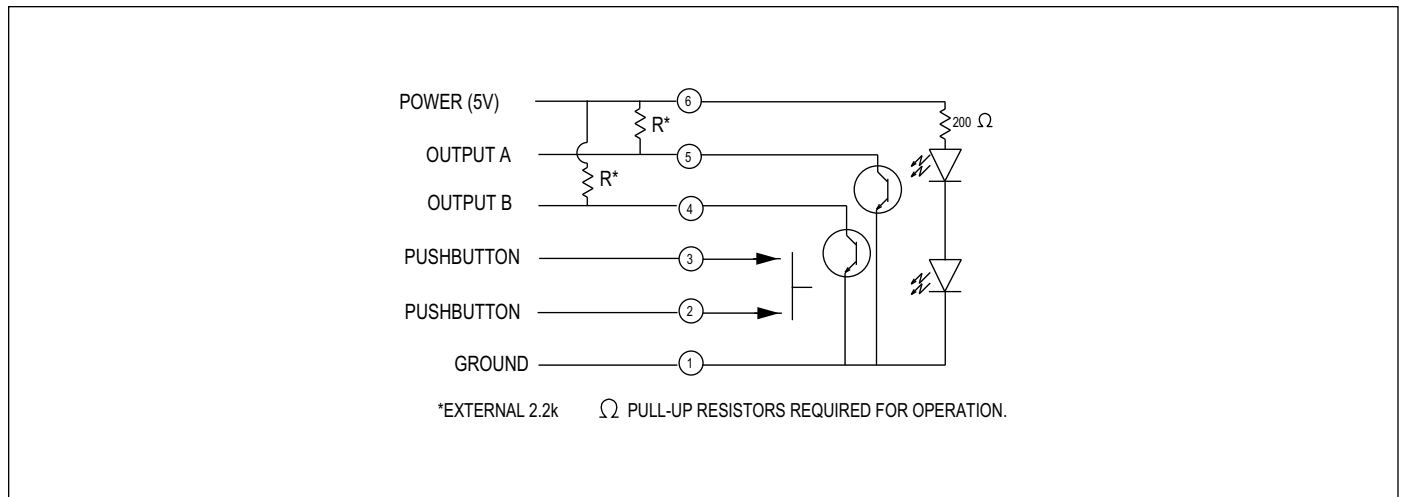 POWER (5V)
6
R*
200 Ω
OUTPUT A
5
R*
OUTPUT B
4
PUSHBUTTON
3
PUSHBUTTON
2
GROUND
1
*EXTERNAL 2.2k Ω PULL-UP RESISTORS REQUIRED FOR OPERATION.